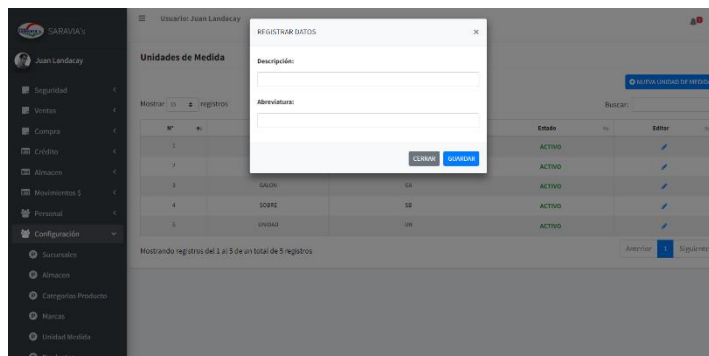 SARAVIA's
Usuario: Juan Landacay
REGISTRAR DATOS
×
Juan Landacay
Unidades de Medida
Descripción:
Abreviatura:
CERRAR GUARDAR
NUEVA UNIDAD DE MEDIDA
Mostrar registros
Buscar:
N° Estado Editor
1 ACTIVO
2 ACTIVO
3 GALON GA ACTIVO
4 SOBRE SB ACTIVO
5 UNIDAD UN ACTIVO
Mostrando registros del 1 al 5 de un total de 5 registros
Anterior 1 Siguiente
Seguridad
Ventas
Compra
Crédito
Almacen
Movimientos $
Personal
Configuración
Sucursales
Almacen
Categorias Producto
Marcas
Unidad Medida